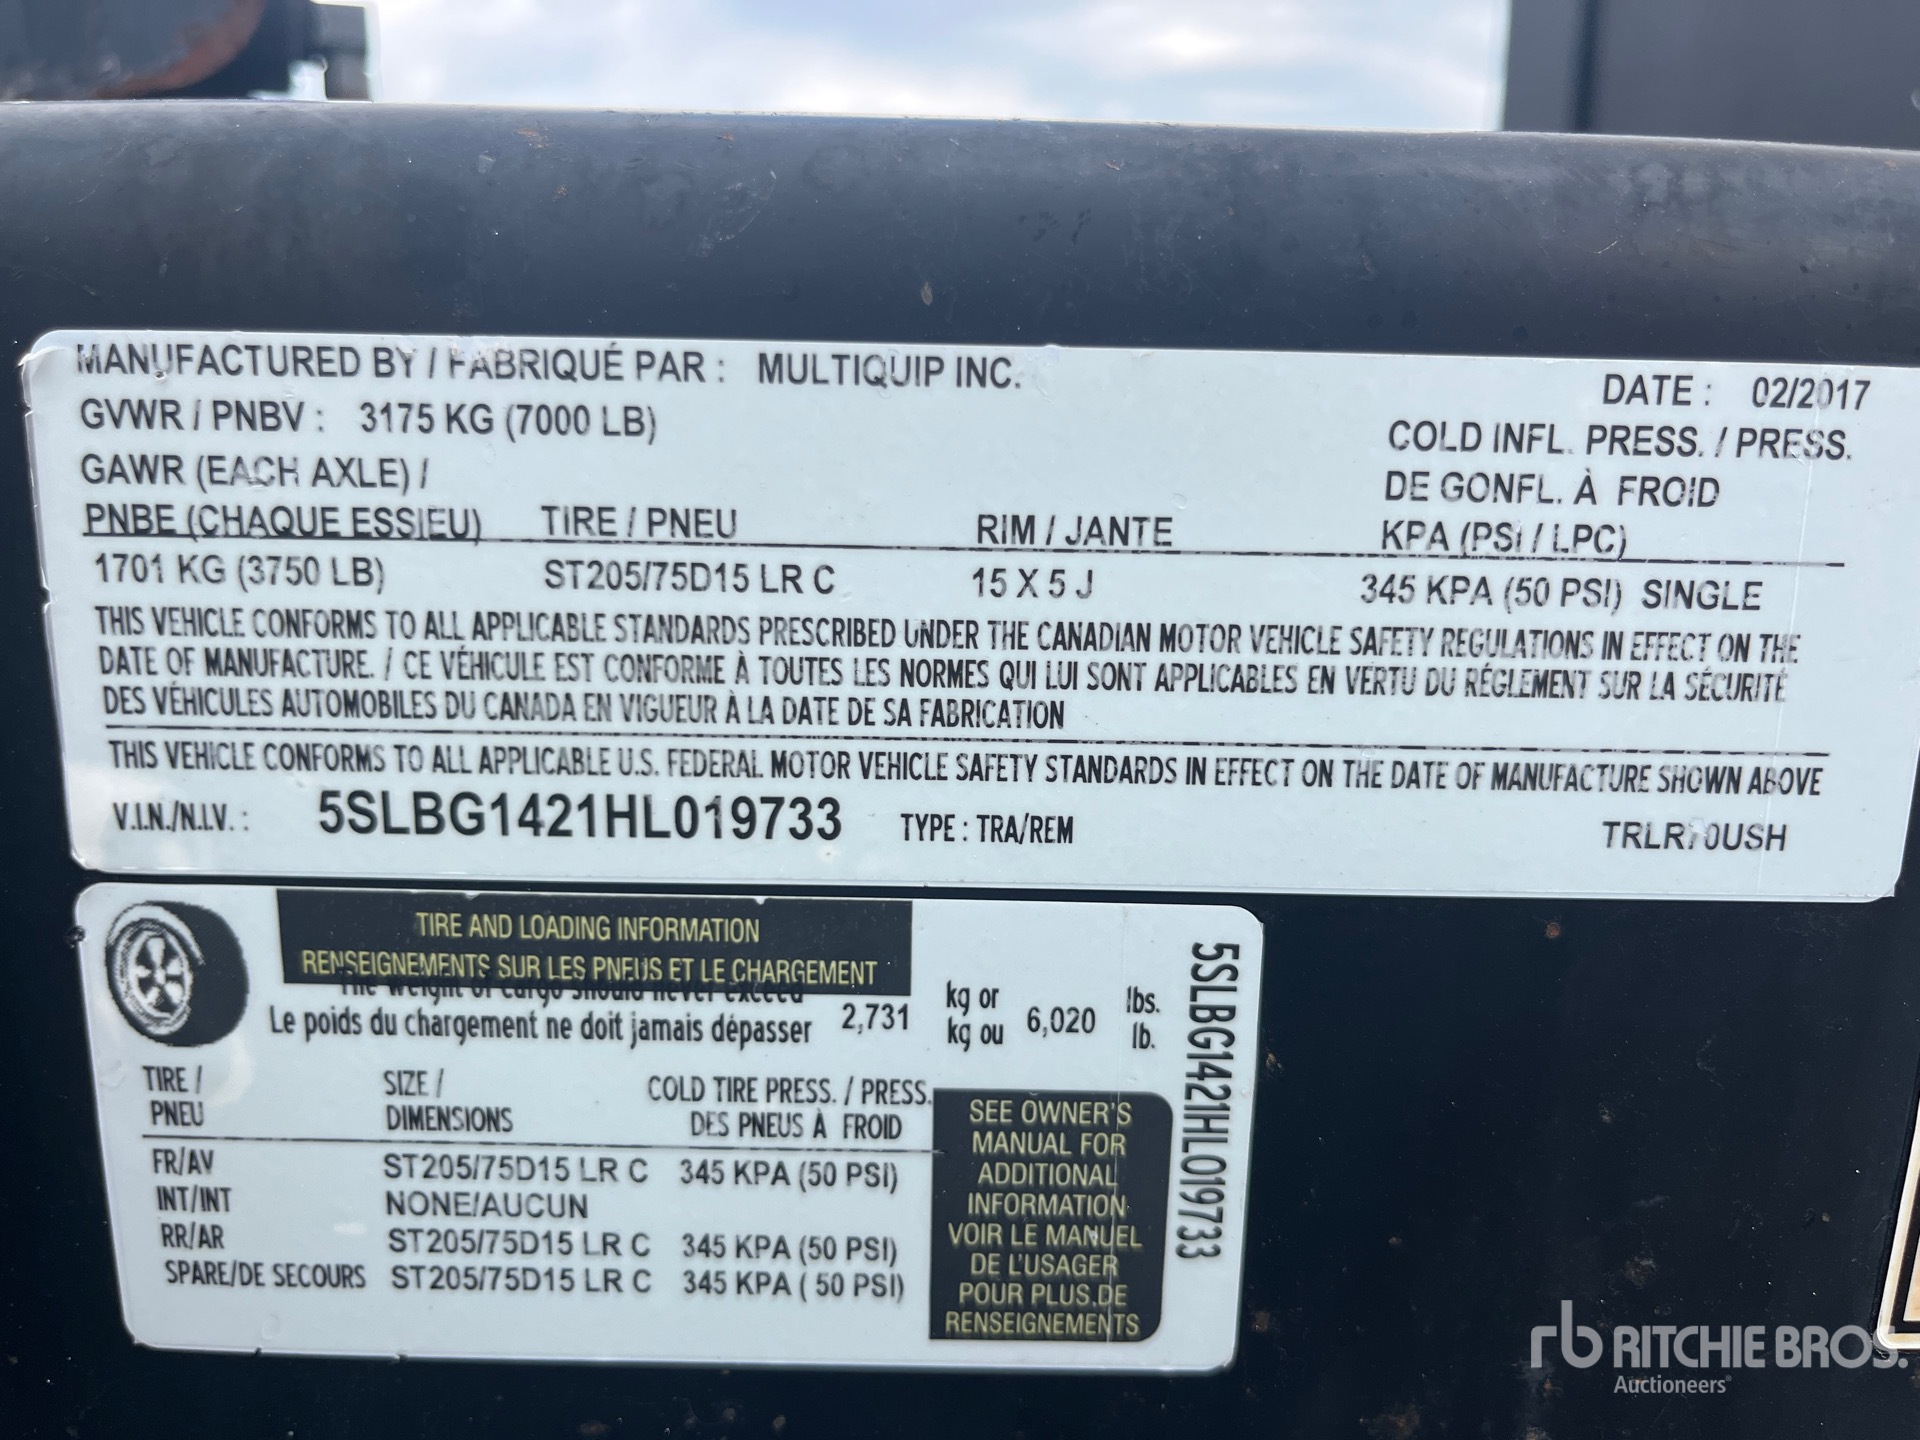 MANUFACTURED BY / FABRIQUÉ PAR : MULTIQUIP INC.
DATE : 02/2017
GVWR / PNBV : 3175 KG (7000 LB)
COLD INFL. PRESS. / PRESS.
GAWR (EACH AXLE) /
DE GONFL. À FROID
PNBE (CHAQUE ESSIEU) TIRE / PNEU RIM / JANTE KPA (PSI / LPC)
1701 KG (3750 LB) ST205/75D15 LR C 15 X 5 J 345 KPA (50 PSI) SINGLE
THIS VEHICLE CONFORMS TO ALL APPLICABLE STANDARDS PRESCRIBED UNDER THE CANADIAN MOTOR VEHICLE SAFETY REGULATIONS IN EFFECT ON THE
DATE OF MANUFACTURE. / CE VÉHICULE EST CONFORME À TOUTES LES NORMES QUI LUI SONT APPLICABLES EN VERTU DU RÉGLEMENT SUR LA SÉCURITÉ
DES VÉHICULES AUTOMOBILES DU CANADA EN VIGUEUR À LA DATE DE SA FABRICATION
THIS VEHICLE CONFORMS TO ALL APPLICABLE U.S. FEDERAL MOTOR VEHICLE SAFETY STANDARDS IN EFFECT ON THE DATE OF MANUFACTURE SHOWN ABOVE
V.I.N./N.I.V. : 5SLBG1421HL019733 TYPE : TRA/REM TRLR70USH
TIRE AND LOADING INFORMATION
RENSEIGNEMENTS SUR LES PNEUS ET LE CHARGEMENT
The weight of cargo should never exceed
Le poids du chargement ne doit jamais dépasser 2,731 kg or 6,020 lbs.
kg ou lb.
TIRE / SIZE / COLD TIRE PRESS. / PRESS.
PNEU DIMENSIONS DES PNEUS À FROID
FR/AV ST205/75D15 LR C 345 KPA (50 PSI)
INT/INT NONE/AUCUN
RR/AR ST205/75D15 LR C 345 KPA (50 PSI)
SPARE/DE SECOURS ST205/75D15 LR C 345 KPA ( 50 PSI)
SEE OWNER'S
MANUAL FOR
ADDITIONAL
INFORMATION
VOIR LE MANUEL
DE L'USAGER
POUR PLUS.DE
RENSEIGNEMENTS
5SLBG1421HL019733
rb RITCHIE BROS.
Auctioneers